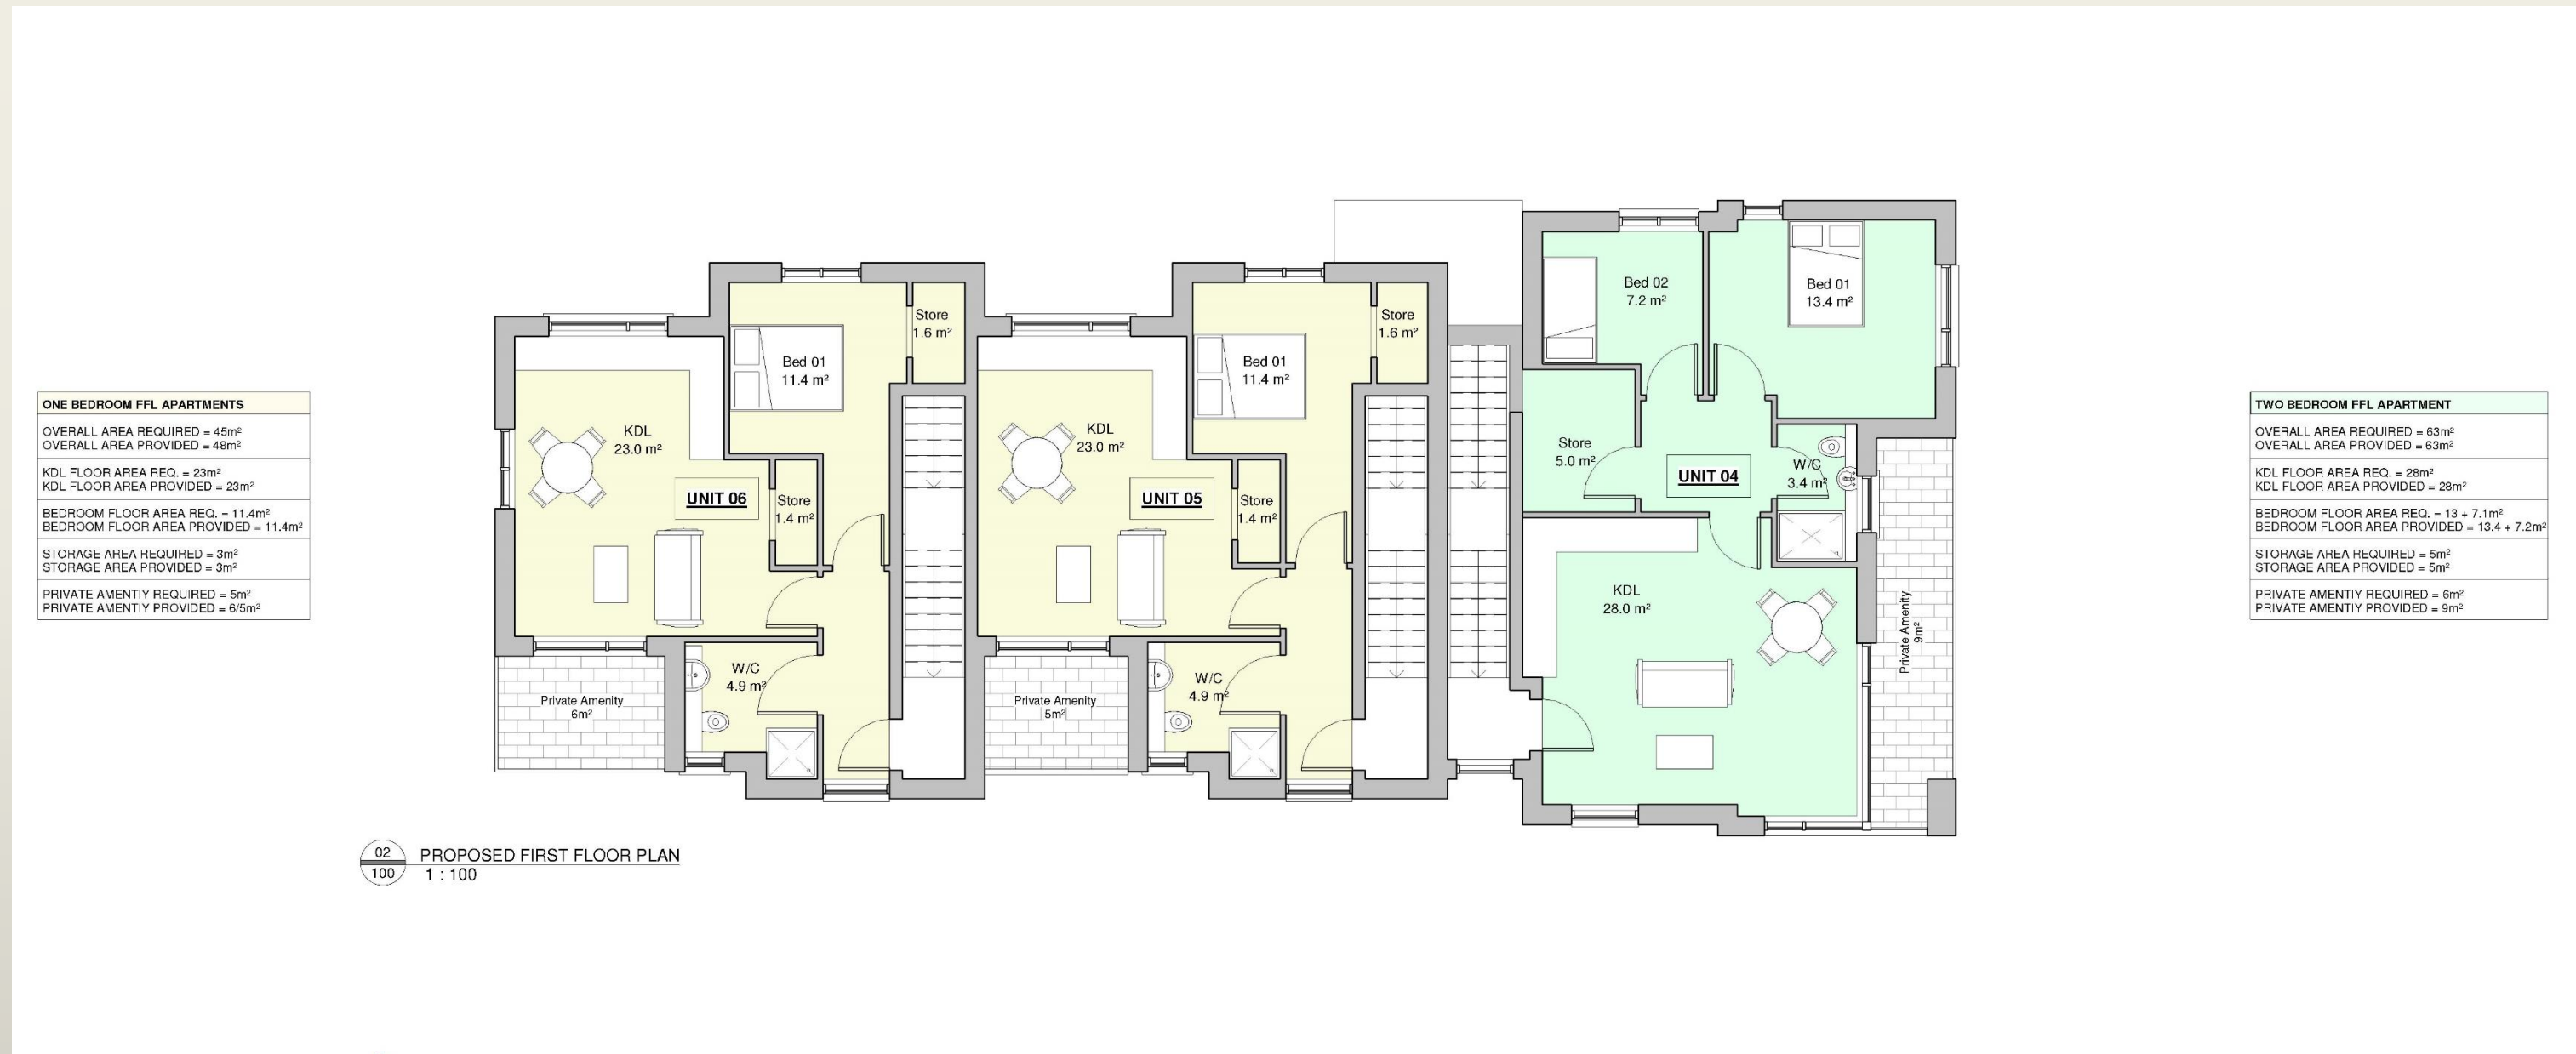 ONE BEDROOM FFL APARTMENTS
OVERALL AREA REQUIRED = 45m²
OVERALL AREA PROVIDED = 48m²
KDL FLOOR AREA REQ. = 23m²
KDL FLOOR AREA PROVIDED = 23m²
BEDROOM FLOOR AREA REQ. = 11.4m²
BEDROOM FLOOR AREA PROVIDED = 11.4m²
STORAGE AREA REQUIRED = 3m²
STORAGE AREA PROVIDED = 3m²
PRIVATE AMENTIY REQUIRED = 5m²
PRIVATE AMENTIY PROVIDED = 6/5m²
Bed 01
11.4 m²
Store
1.6 m²
KDL
23.0 m²
UNIT 06
Store
1.4 m²
W/C
4.9 m²
Private Amenity
6m²
Bed 01
11.4 m²
Store
1.6 m²
KDL
23.0 m²
UNIT 05
Store
1.4 m²
W/C
4.9 m²
Private Amenity
5m²
Bed 02
7.2 m²
Bed 01
13.4 m²
Store
5.0 m²
UNIT 04
W/C
3.4 m²
KDL
28.0 m²
Private Amenity
9m²
TWO BEDROOM FFL APARTMENT
OVERALL AREA REQUIRED = 63m²
OVERALL AREA PROVIDED = 63m²
KDL FLOOR AREA REQ. = 28m²
KDL FLOOR AREA PROVIDED = 28m²
BEDROOM FLOOR AREA REQ. = 13 + 7.1m²
BEDROOM FLOOR AREA PROVIDED = 13.4 + 7.2m²
STORAGE AREA REQUIRED = 5m²
STORAGE AREA PROVIDED = 5m²
PRIVATE AMENTIY REQUIRED = 6m²
PRIVATE AMENTIY PROVIDED = 9m²
02
100
PROPOSED FIRST FLOOR PLAN
1 : 100